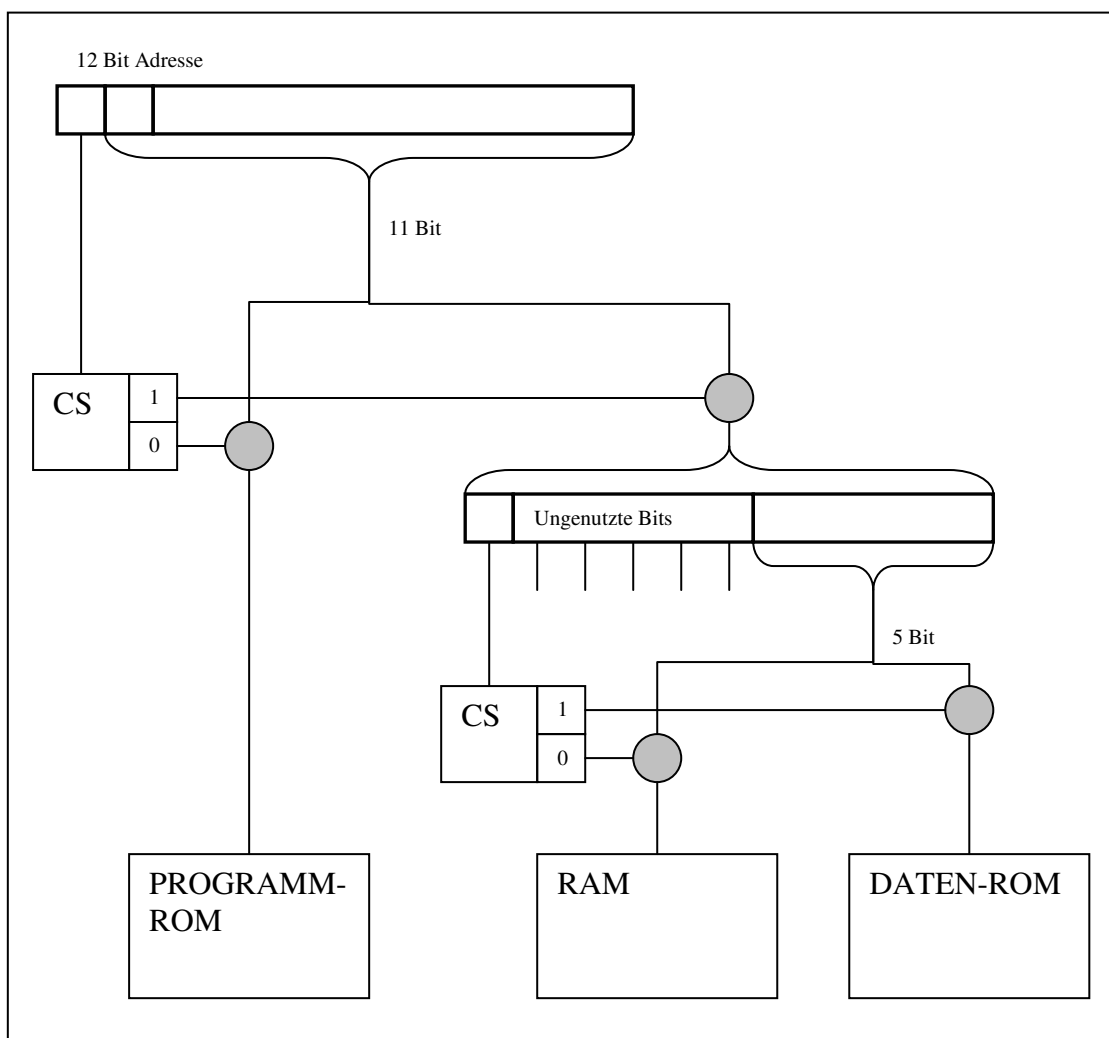 12 Bit Adresse
11 Bit
CS
1
0
Ungenutzte Bits
5 Bit
CS
1
0
PROGRAMM-
ROM
RAM
DATEN-ROM